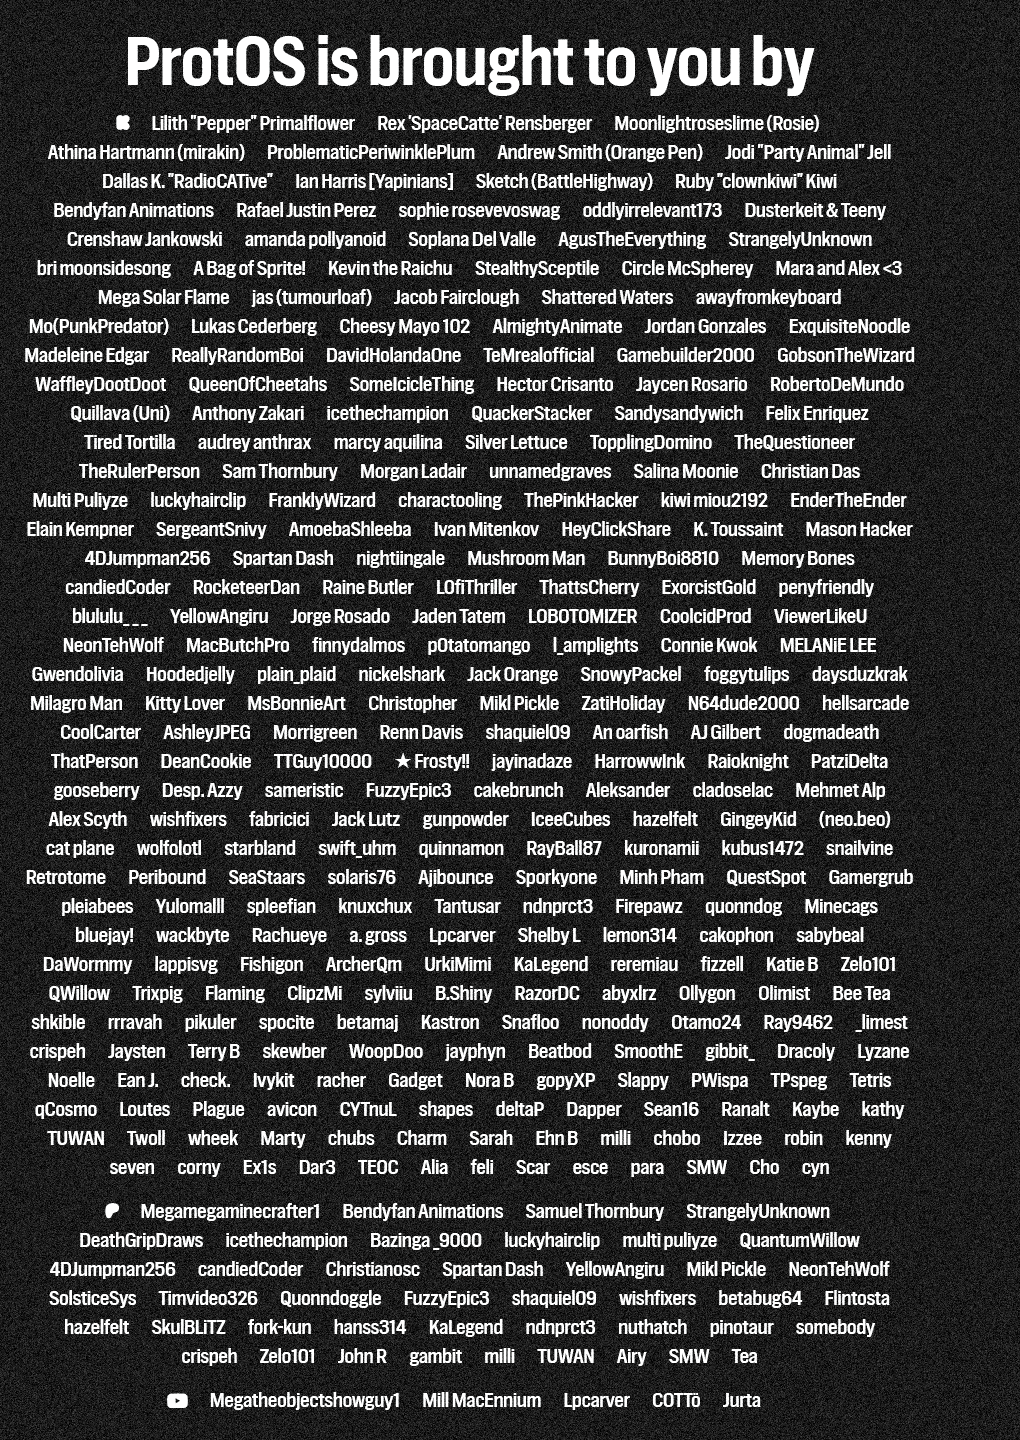 ProtOS is brought to you by
Lilith "Pepper" Primalflower Rex 'SpaceCatte' Rensberger Moonlightroseslime (Rosie)
Athina Hartmann (mirakin) ProblematicPeriwinklePlum Andrew Smith (Orange Pen) Jodi "Party Animal" Jell
Dallas K. "RadioCATive" Ian Harris [Yapinians] Sketch (BattleHighway) Ruby "clownkiwi" Kiwi
Bendyfan Animations Rafael Justin Perez sophie rosevevoswag oddlyirrelevant173 Dusterkeit & Teeny
Crenshaw Jankowski amanda pollyanoid Soplana Del Valle AgusTheEverything StrangelyUnknown
bri moonsidesong A Bag of Sprite! Kevin the Raichu StealthySceptile Circle McSpherey Mara and Alex <3
Mega Solar Flame jas (tumourloaf) Jacob Fairclough Shattered Waters awayfromkeyboard
Mo(PunkPredator) Lukas Cederberg Cheesy Mayo 102 AlmightyAnimate Jordan Gonzales ExquisiteNoodle
Madeleine Edgar ReallyRandomBoi DavidHolandaOne TeMrealofficial Gamebuilder2000 GobsonTheWizard
WaffleyDootDoot QueenOfCheetahs SomeIcicleThing Hector Crisanto Jaycen Rosario RobertoDeMundo
Quillava (Uni) Anthony Zakari icethechampion QuackerStacker Sandysandywich Felix Enriquez
Tired Tortilla audrey anthrax marcy aquilina Silver Lettuce TopplingDomino TheQuestioneer
TheRulerPerson Sam Thornbury Morgan Ladair unnamedgraves Salina Moonie Christian Das
Multi Puliyze luckyhairclip FranklyWizard charactooling ThePinkHacker kiwi miou2192 EnderTheEnder
Elain Kempner SergeantSnivy AmoebaShleeba Ivan Mitenkov HeyClickShare K. Toussaint Mason Hacker
4DJumpman256 Spartan Dash nightiingale Mushroom Man BunnyBoi8810 Memory Bones
candiedCoder RocketeerDan Raine Butler L0fiThriller ThattsCherry ExorcistGold penyfriendly
blululu___ YellowAngiru Jorge Rosado Jaden Tatem LOBOTOMIZER CoolcidProd ViewerLikeU
NeonTehWolf MacButchPro finnydalmos p0tatomango l_amplights Connie Kwok MELANiE LEE
Gwendolivia Hoodedjelly plain_plaid nickelshark Jack Orange SnowyPackel foggytulips daysduzkrak
Milagro Man Kitty Lover MsBonnieArt Christopher Mikl Pickle ZatiHoliday N64dude2000 hellsarcade
CoolCarter AshleyJPEG Morrigreen Renn Davis shaquiel09 An oarfish AJ Gilbert dogmadeath
ThatPerson DeanCookie TTGuy10000 ★ Frosty!! jayinadaze HarrowwInk Raioknight PatziDelta
gooseberry Desp. Azzy sameristic FuzzyEpic3 cakebrunch Aleksander cladoselac Mehmet Alp
Alex Scyth wishfixers fabricici Jack Lutz gunpowder IceeCubes hazelfelt GingeyKid (neo.beo)
cat plane wolfolotl starbland swift_uhm quinnamon RayBall87 kuronamii kubus1472 snailvine
Retrotome Peribound SeaStaars solaris76 Ajibounce Sporkyone Minh Pham QuestSpot Gamergrub
pleiabees Yulomalll spleefian knuxchux Tantusar ndnprct3 Firepawz quonndog Minecags
bluejay! wackbyte Rachueye a. gross Lpcarver Shelby L lemon314 cakophon sabybeal
DaWormmy lappisvg Fishigon ArcherQm UrkiMimi KaLegend reremiau fizzell Katie B Zelo101
QWillow Trixpig Flaming ClipzMi sylviiu B.Shiny RazorDC abyxlrz Ollygon Olimist Bee Tea
shkible rrravah pikuler spocite betamaj Kastron Snafloo nonoddy Otamo24 Ray9462 _limest
crispeh Jaysten Terry B skewber WoopDoo jayphyn Beatbod SmoothE gibbit_ Dracoly Lyzane
Noelle Ean J. check. Ivykit racher Gadget Nora B gopyXP Slappy PWispa TPspeg Tetris
qCosmo Loutes Plague avicon CYTnuL shapes deltaP Dapper Sean16 Ranalt Kaybe kathy
TUWAN Twoll wheek Marty chubs Charm Sarah Ehn B milli chobo Izzee robin kenny
seven corny Ex1s Dar3 TEOC Alia feli Scar esce para SMW Cho cyn
Megamegaminecrafter1 Bendyfan Animations Samuel Thornbury StrangelyUnknown
DeathGripDraws icethechampion Bazinga _9000 luckyhairclip multi puliyze QuantumWillow
4DJumpman256 candiedCoder Christianosc Spartan Dash YellowAngiru Mikl Pickle NeonTehWolf
SolsticeSys Timvideo326 Quonndoggle FuzzyEpic3 shaquiel09 wishfixers betabug64 Flintosta
hazelfelt SkulBLiTZ fork-kun hanss314 KaLegend ndnprct3 nuthatch pinotaur somebody
crispeh Zelo101 John R gambit milli TUWAN Airy SMW Tea
Megatheobjectshowguy1 Mill MacEnnium Lpcarver COTTō Jurta